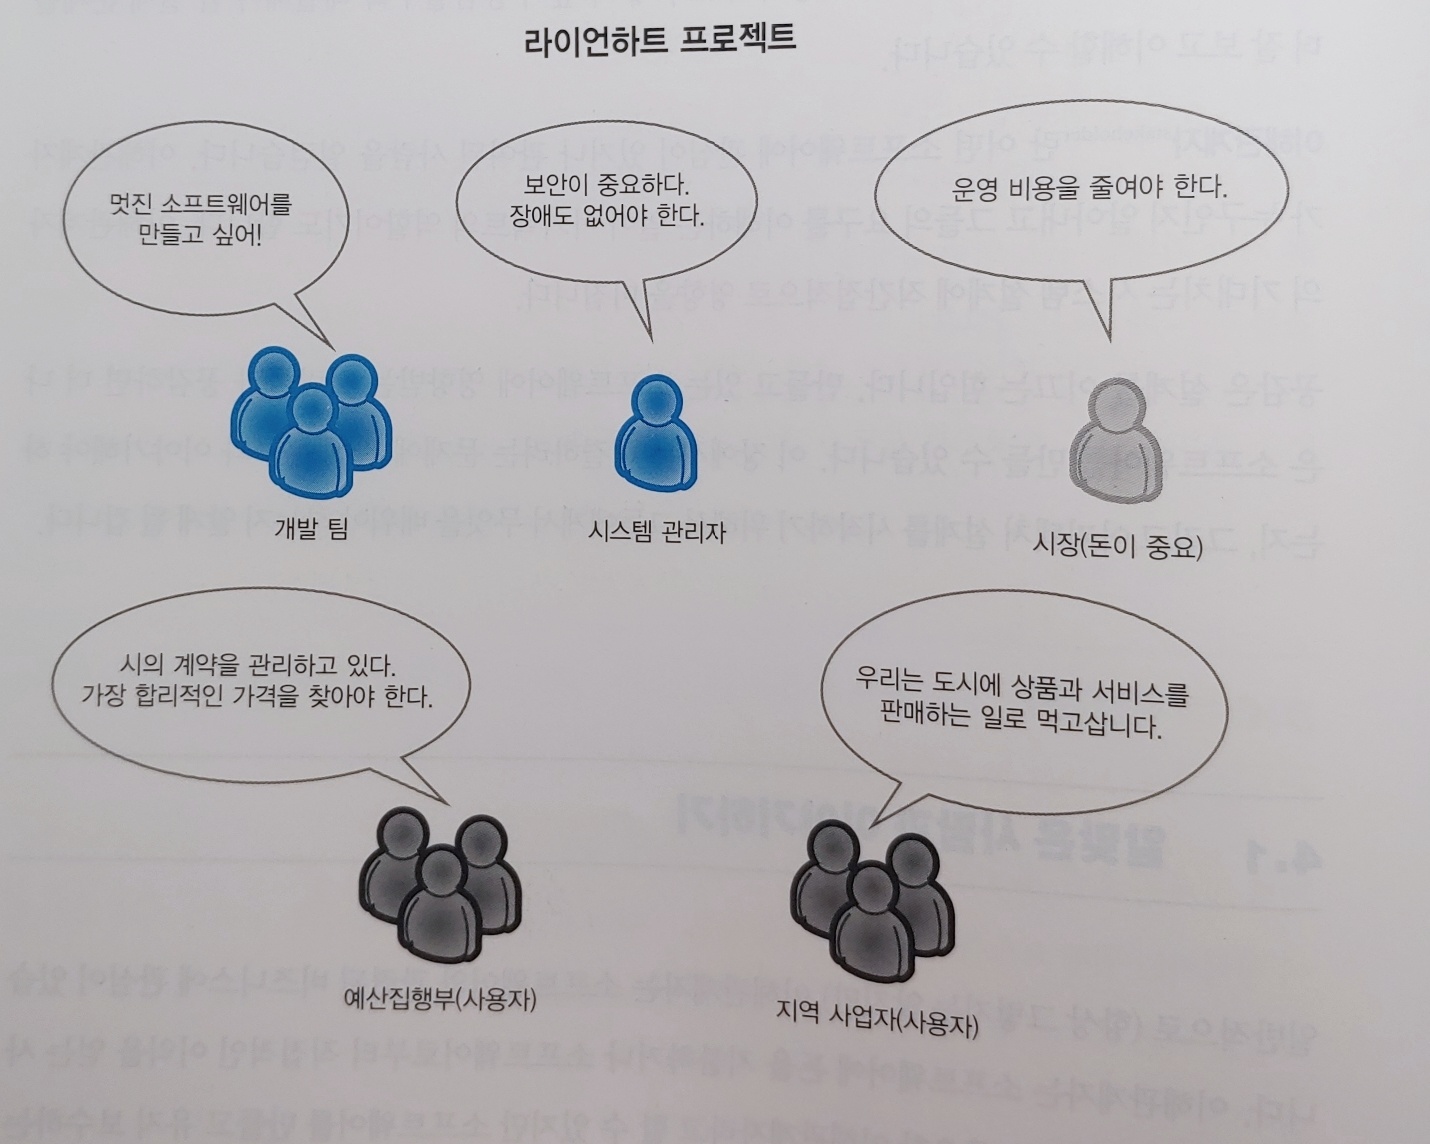 라이언하트 프로젝트
멋진 소프트웨어를
만들고 싶어!
보안이 중요하다.
장애도 없어야 한다.
운영 비용을 줄여야 한다.
개발 팀
시스템 관리자
시장(돈이 중요)
시의 계약을 관리하고 있다.
가장 합리적인 가격을 찾아야 한다.
우리는 도시에 상품과 서비스를
판매하는 일로 먹고삽니다.
예산집행부(사용자)
지역 사업자(사용자)